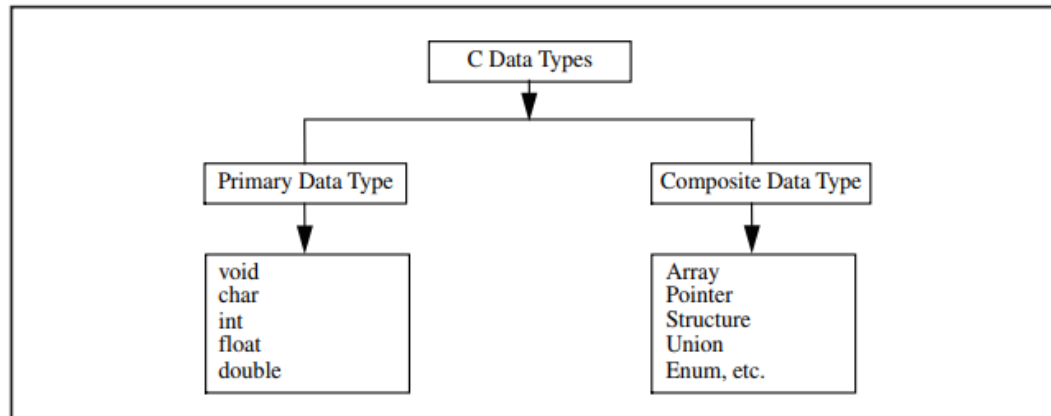 C Data Types
Primary Data Type
Composite Data Type
void
char
int
float
double
Array
Pointer
Structure
Union
Enum, etc.